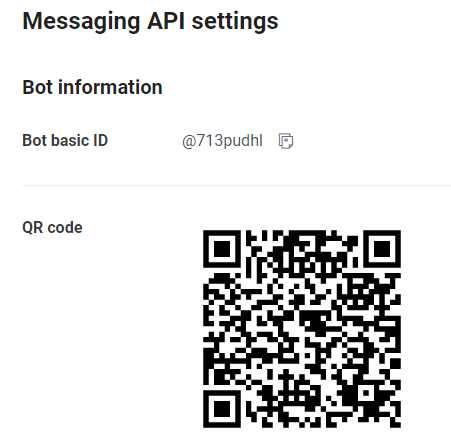 Messaging API settings
Bot information
Bot basic ID @713pudhl
QR code